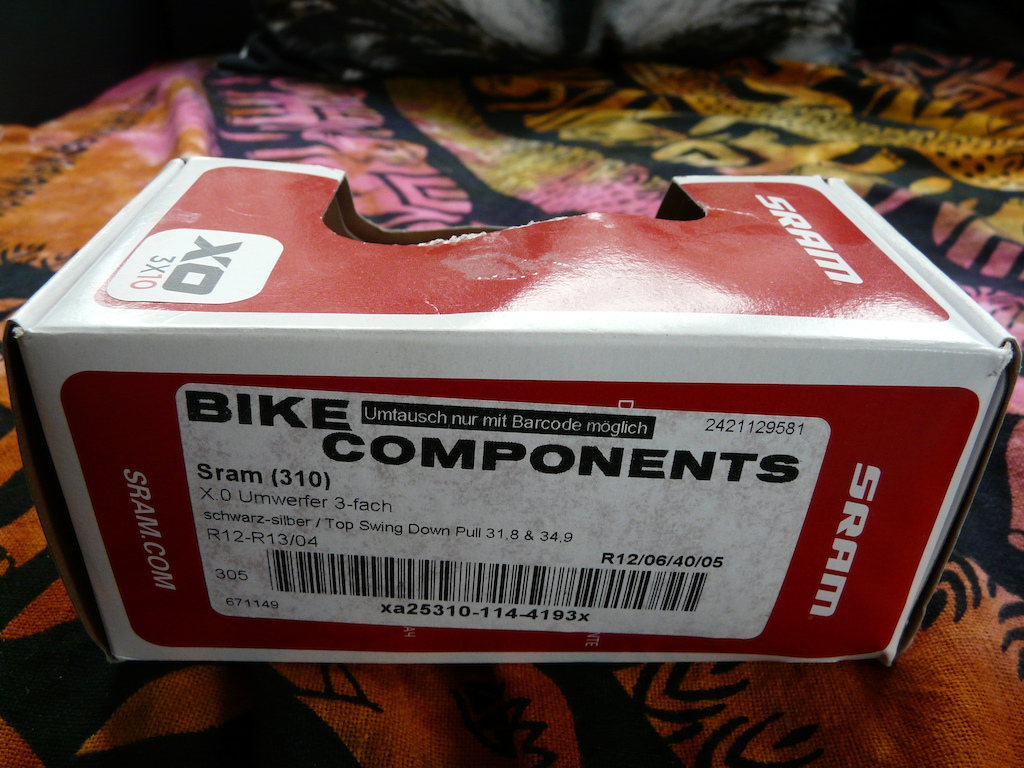 XO
3X10
SRAM
BIKE
Umtausch nur mit Barcode möglich
2421129581
COMPONENTS
Sram (310)
X.0 Umwerfer 3-fach
schwarz-silber / Top Swing Down Pull 31,8 & 34,9
R12-R13/04
R12/06/40/05
305
671149
xa25310-114-4193x
SRAM.COM
SRAM